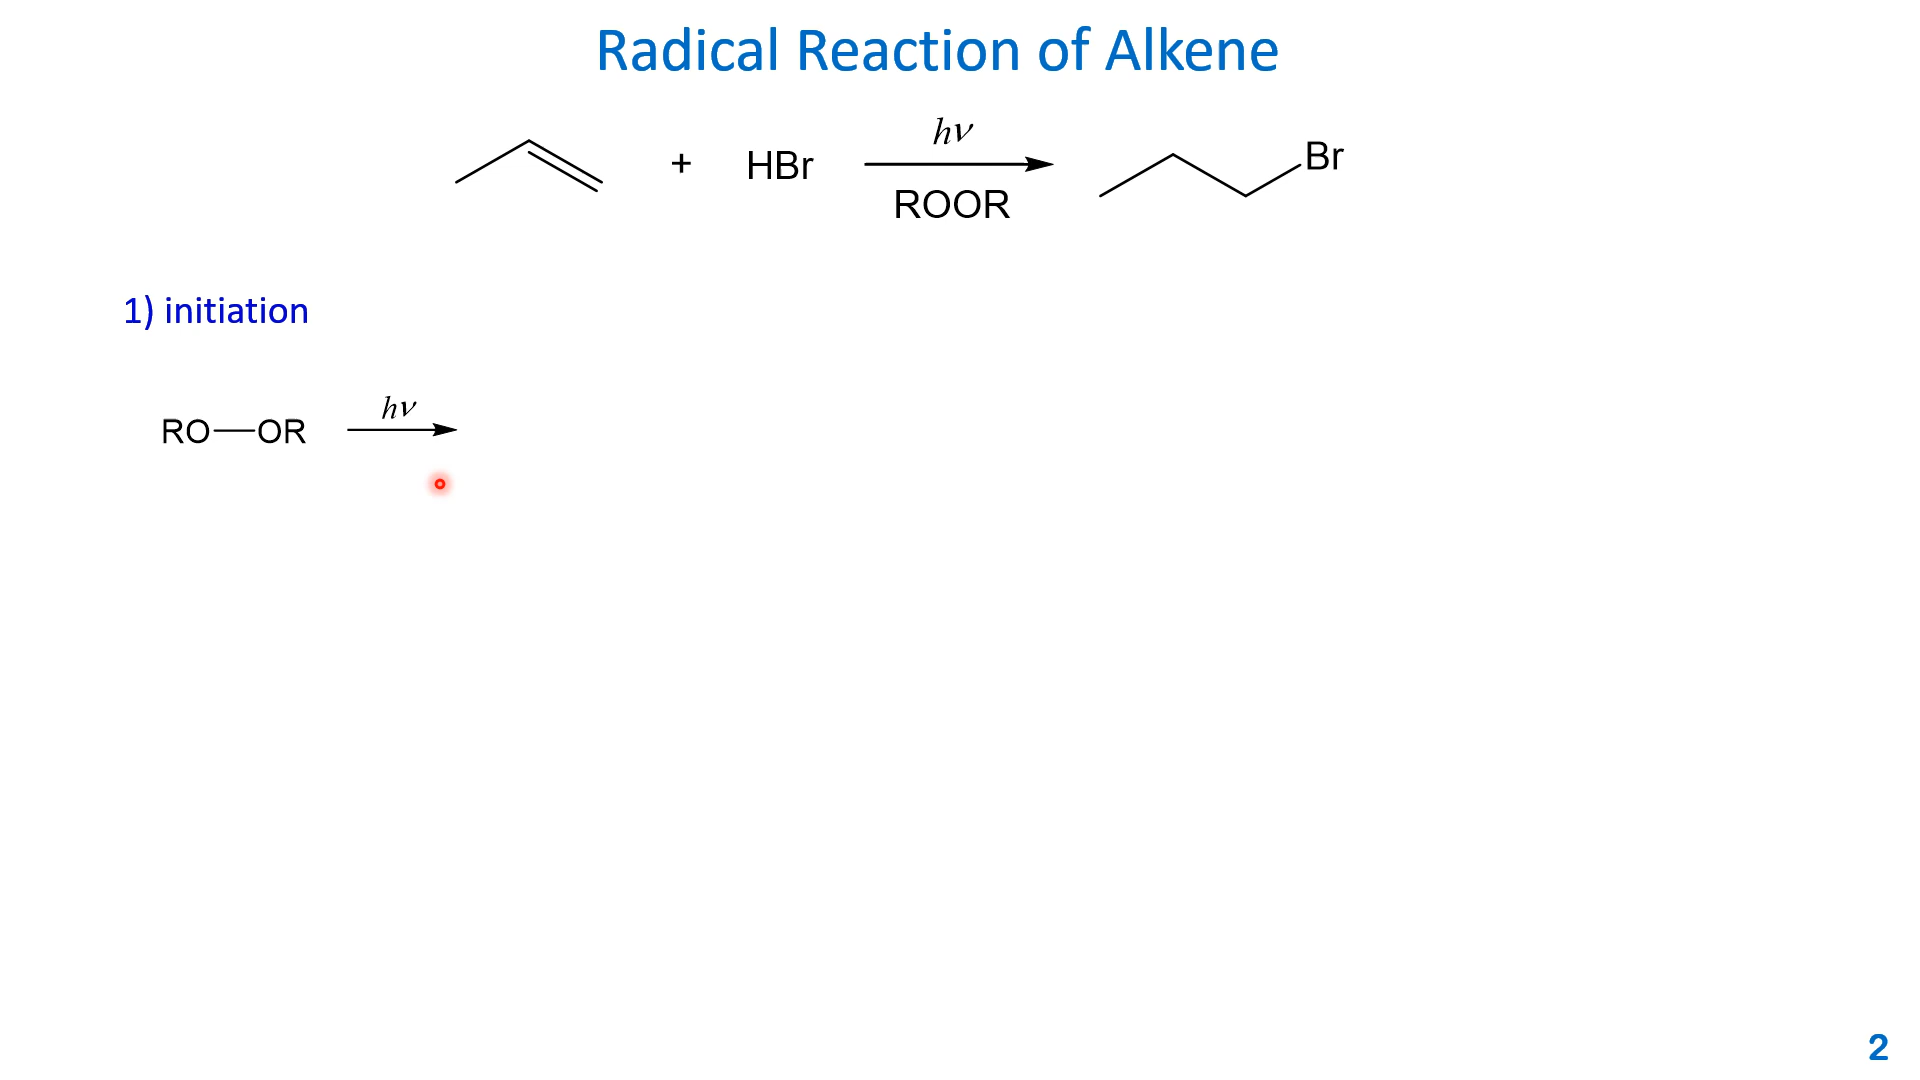 Radical Reaction of Alkene
hν
+ HBr Br
ROOR
1) initiation
hν
RO—OR
2